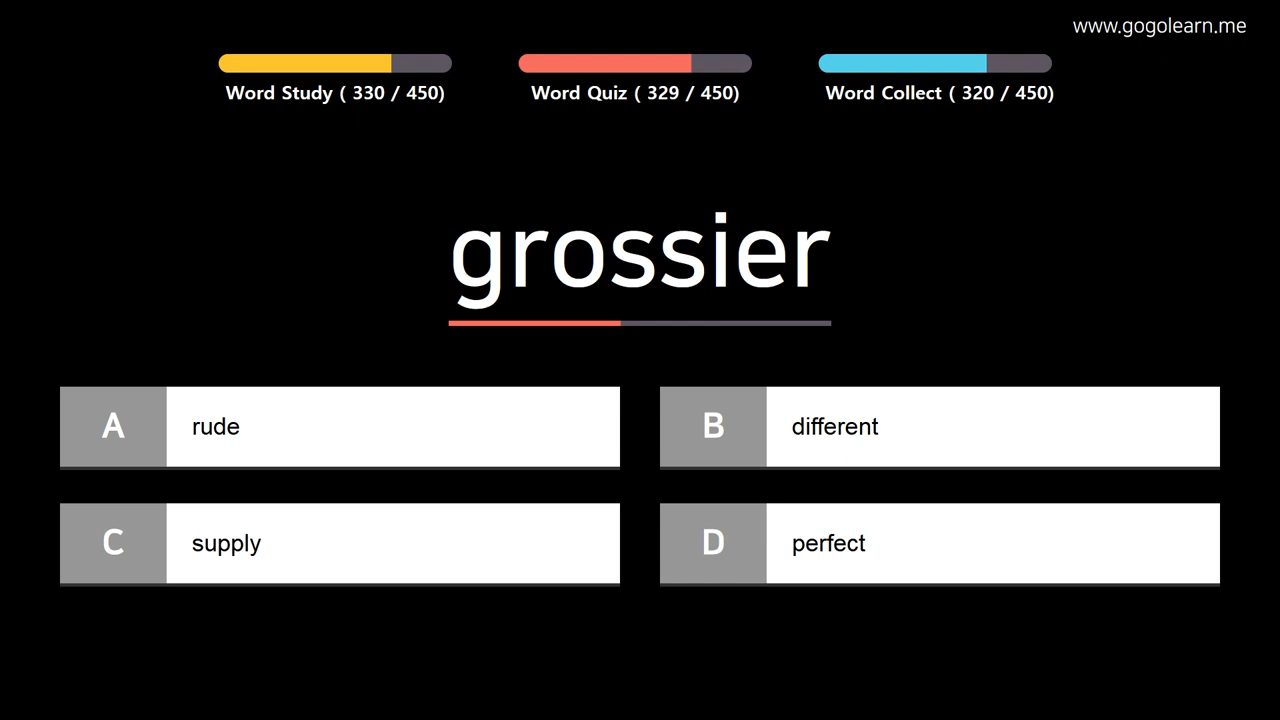 www.gogolearn.me
Word Study ( 330 / 450)
Word Quiz ( 329 / 450)
Word Collect ( 320 / 450)
grossier
A rude
B different
C supply
D perfect